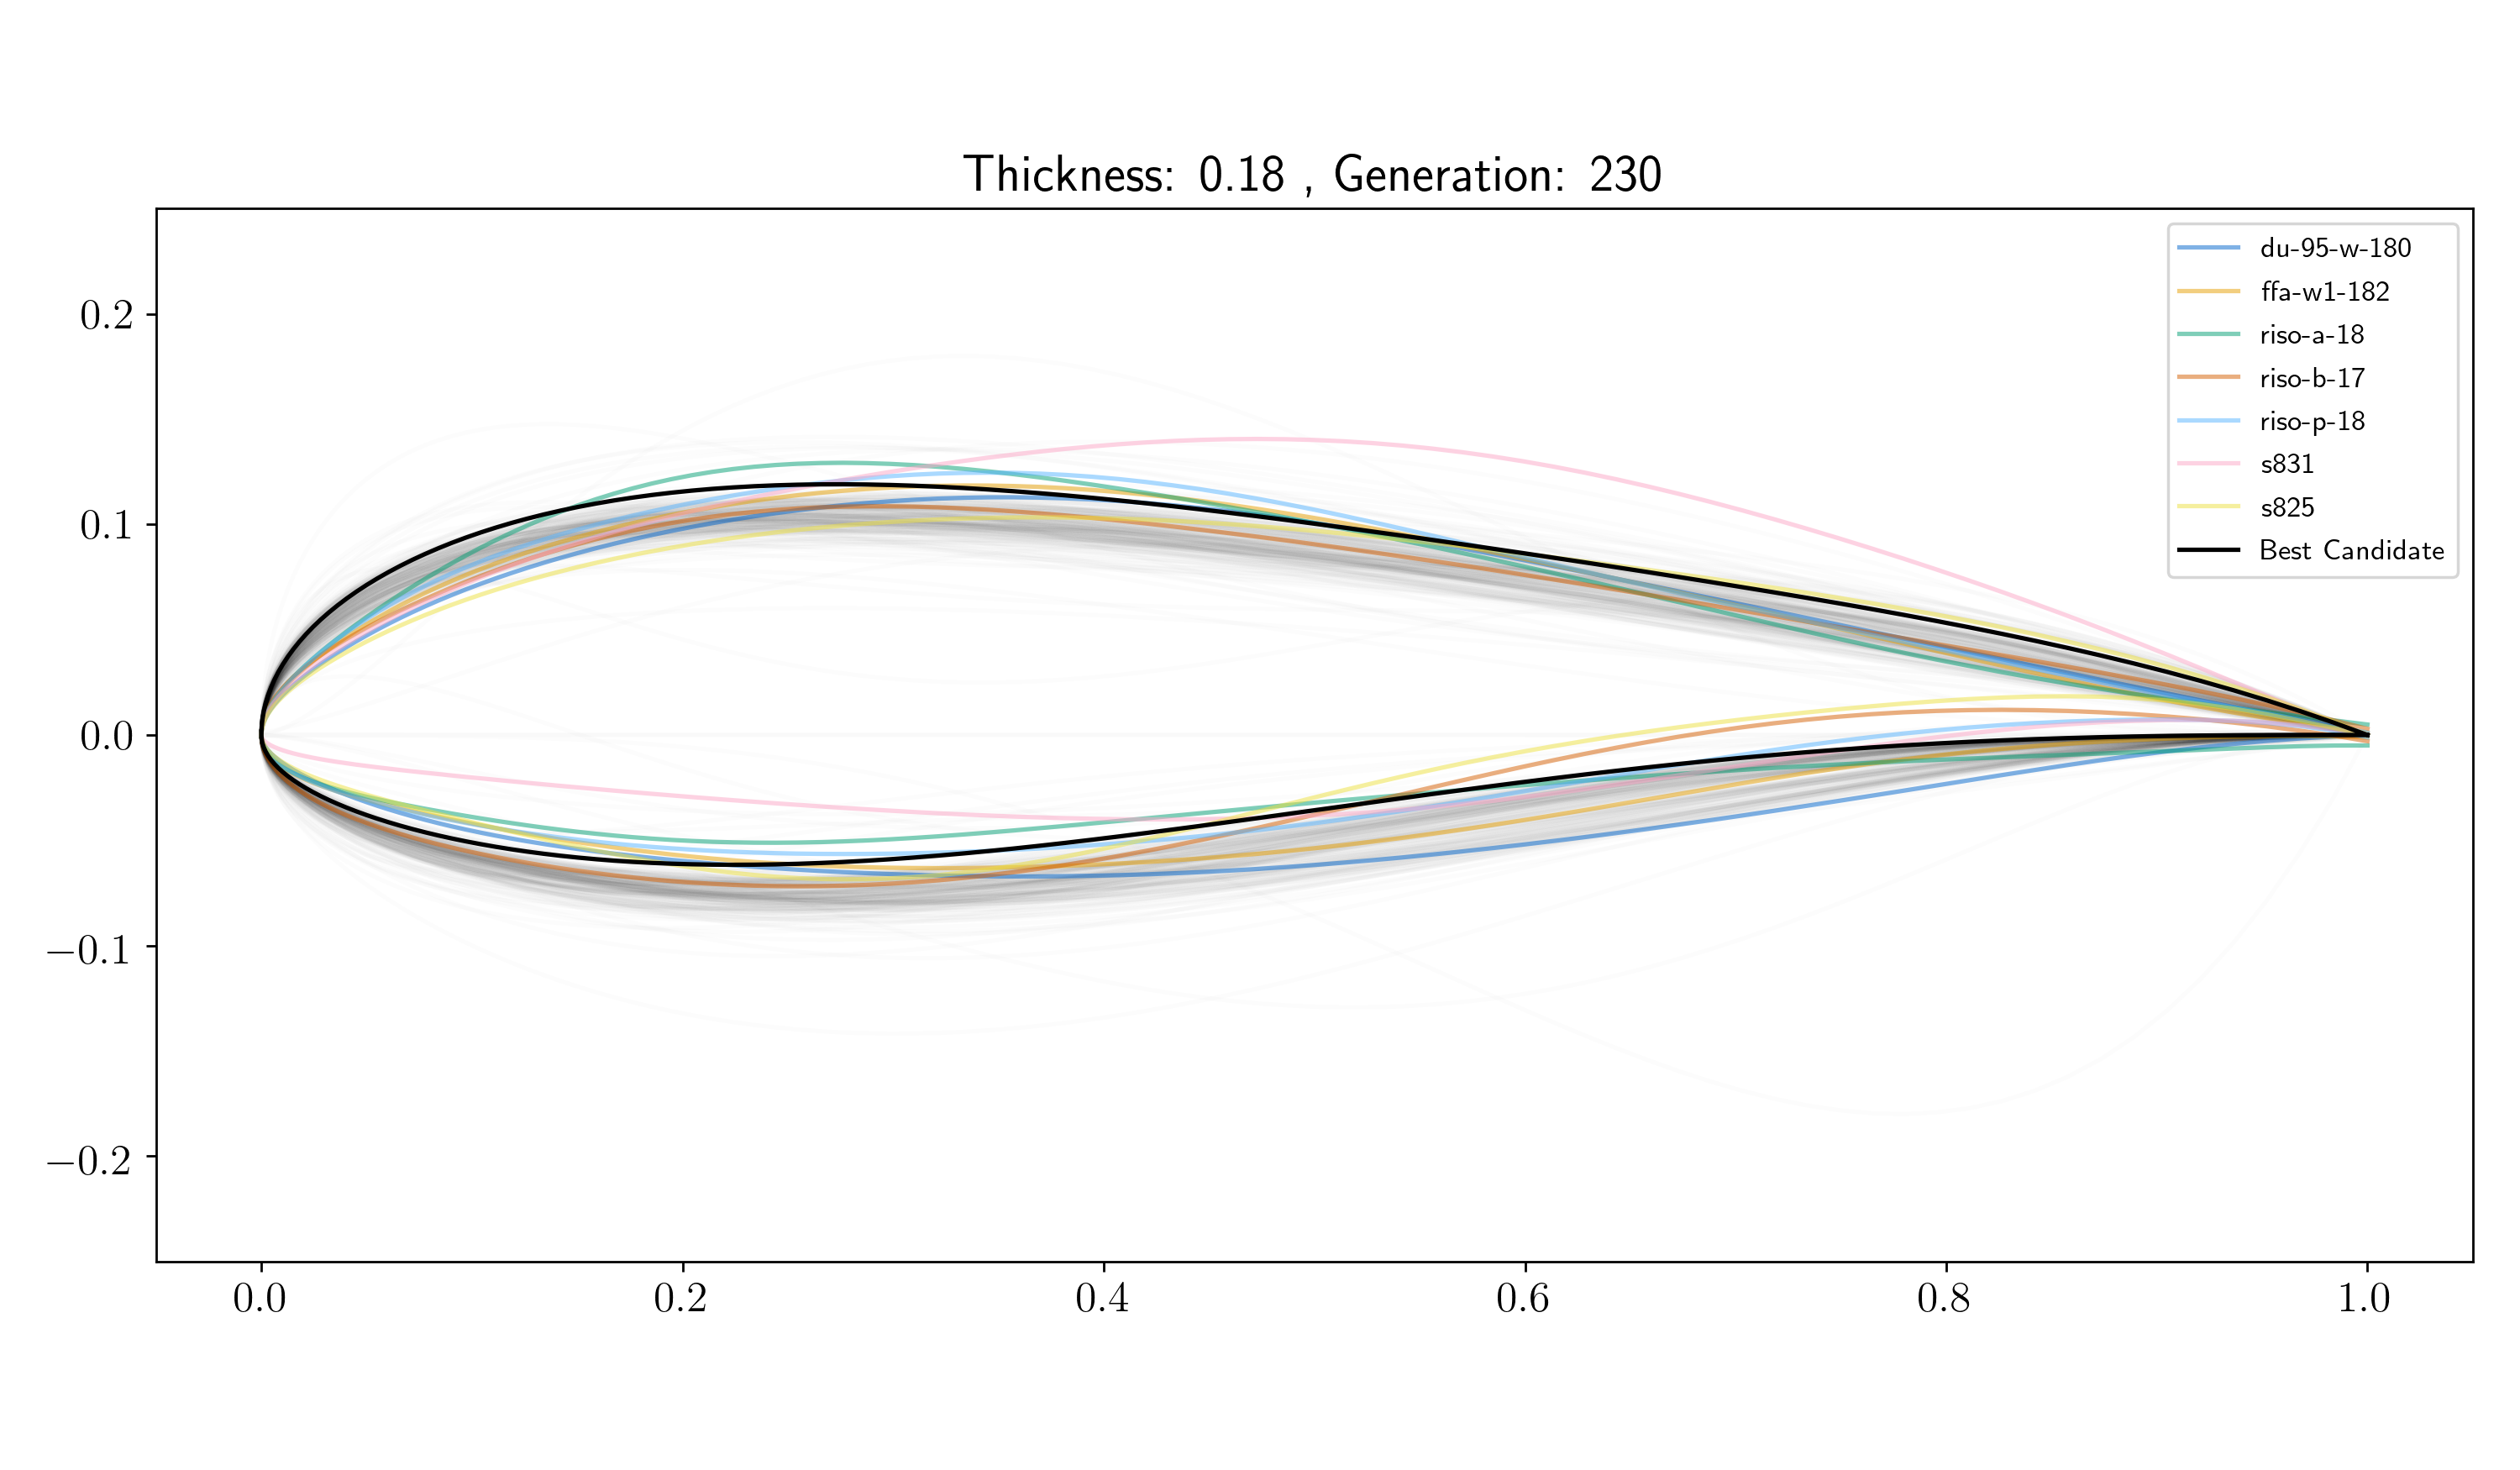 Thickness: 0.18 , Generation: 230
du-95-w-180
ffa-w1-182
riso-a-18
riso-b-17
riso-p-18
s831
s825
Best Candidate
0.2
0.1
0.0
−0.1
−0.2
0.0 0.2 0.4 0.6 0.8 1.0